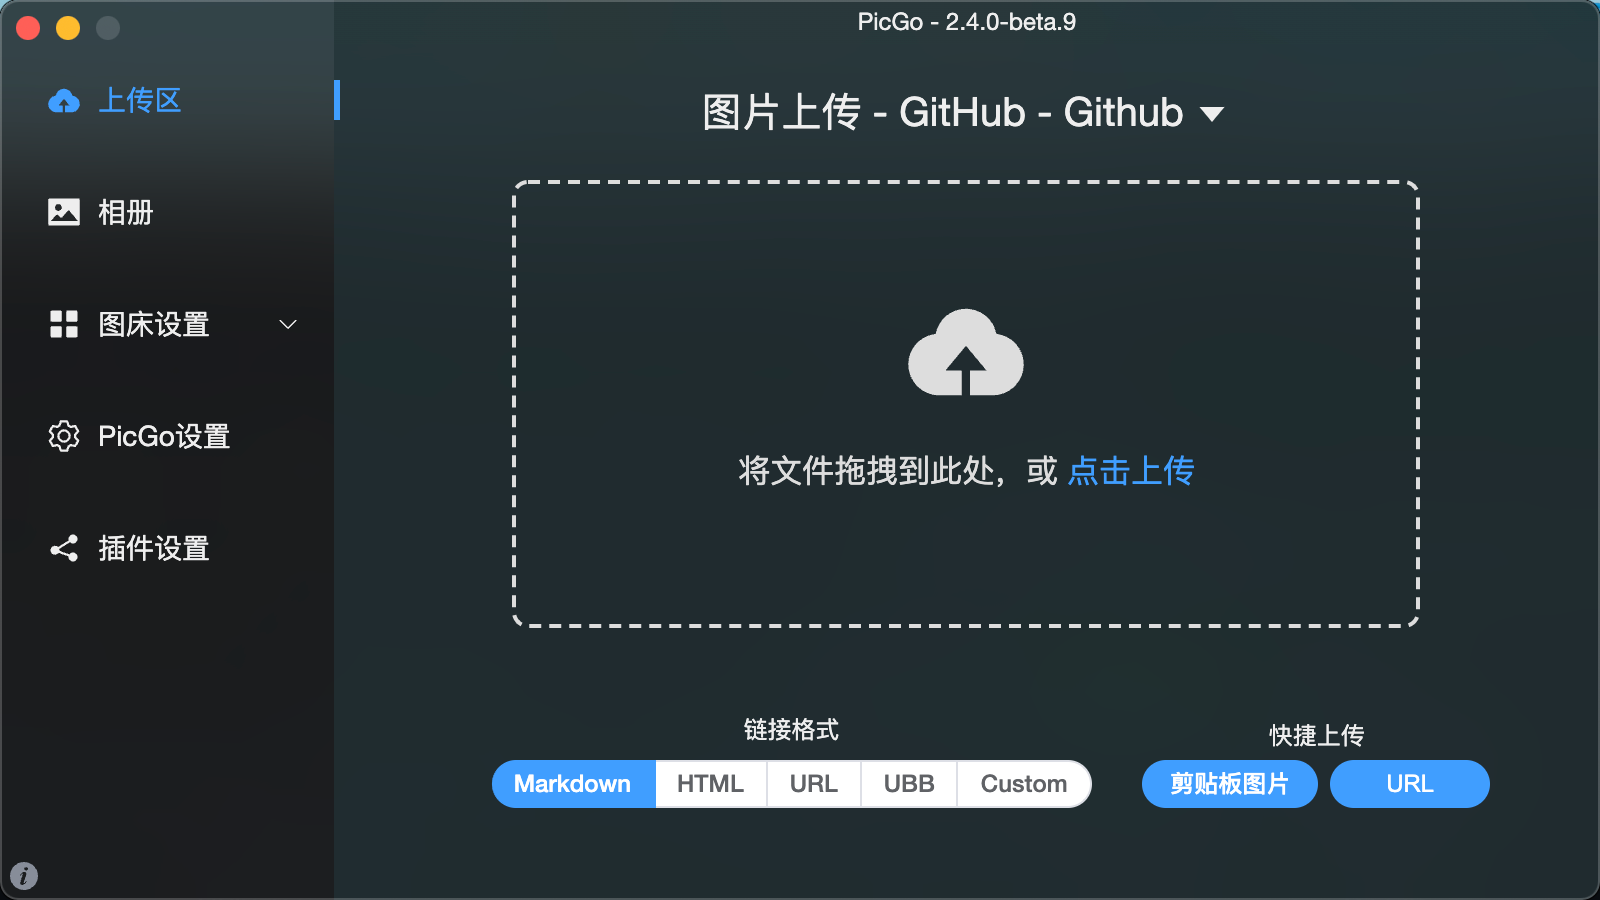 PicGo - 2.4.0-beta.9
上传区
相册
图床设置
PicGo设置
插件设置
图片上传 - GitHub - Github
将文件拖拽到此处，或 点击上传
链接格式
Markdown HTML URL UBB Custom
快捷上传
剪贴板图片 URL
i